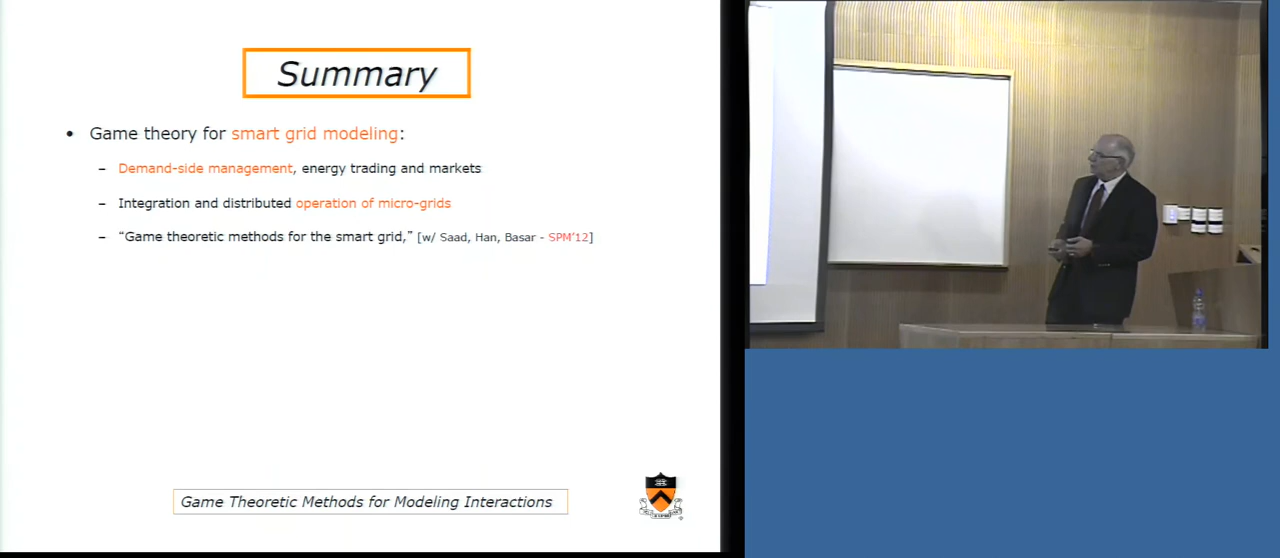 Summary
• Game theory for smart grid modeling:
– Demand-side management, energy trading and markets
– Integration and distributed operation of micro-grids
– “Game theoretic methods for the smart grid,” [w/ Saad, Han, Basar - SPM’12]
Game Theoretic Methods for Modeling Interactions